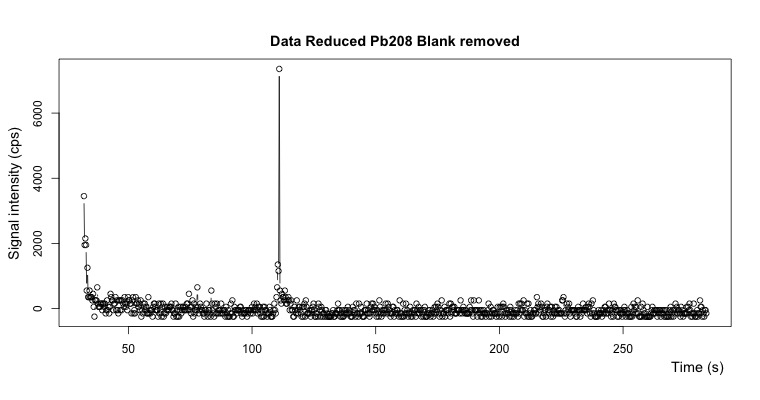 Data Reduced Pb208 Blank removed
Signal intensity (cps)
6000
4000
2000
0
50 100 150 200 250
Time (s)